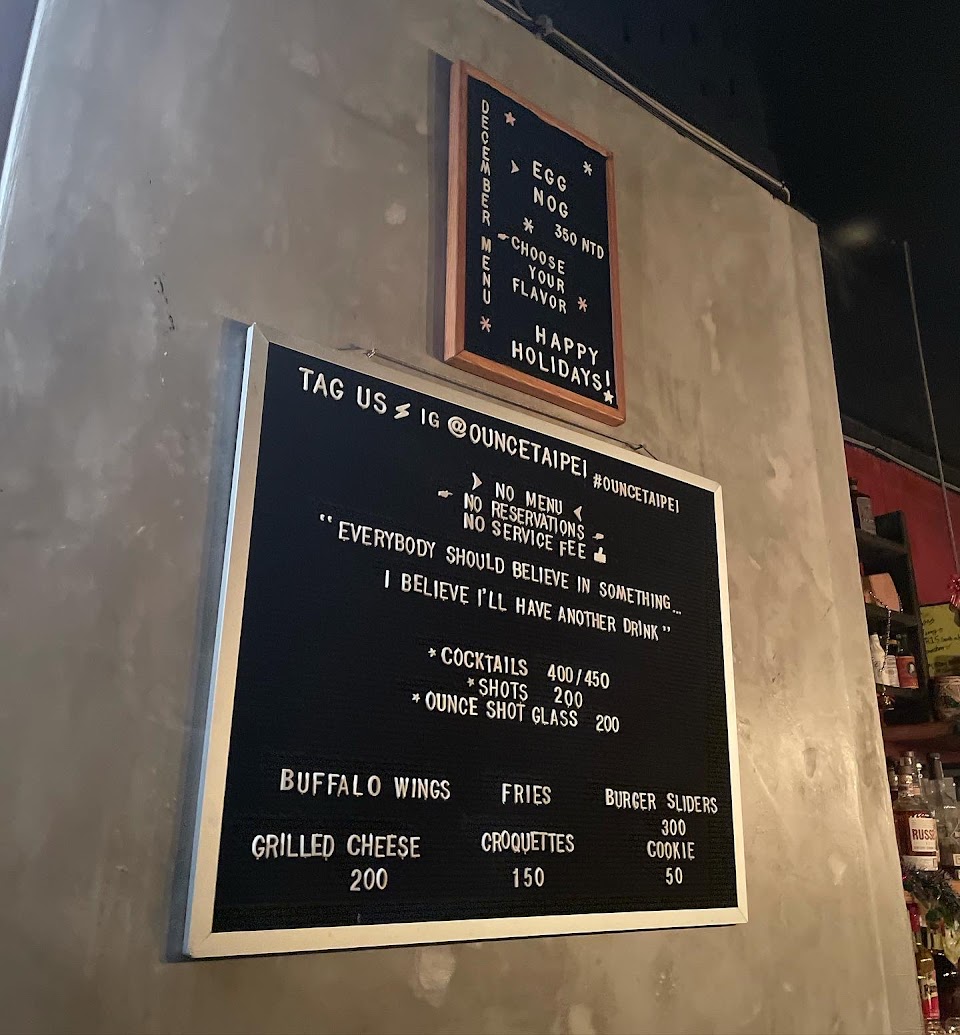 DECEMBER MENU
EGG
NOG
350 NTD
CHOOSE
YOUR
FLAVOR
HAPPY
HOLIDAYS!
TAG US IG @OUNCETAIPEI #OUNCETAIPEI
NO MENU
NO RESERVATIONS
NO SERVICE FEE
"EVERYBODY SHOULD BELIEVE IN SOMETHING...
I BELIEVE I'LL HAVE ANOTHER DRINK"
*COCKTAILS 400/450
*SHOTS 200
*OUNCE SHOT GLASS 200
BUFFALO WINGS FRIES BURGER SLIDERS
300
GRILLED CHEESE CROQUETTES COOKIE
200 150 50
RUSSE